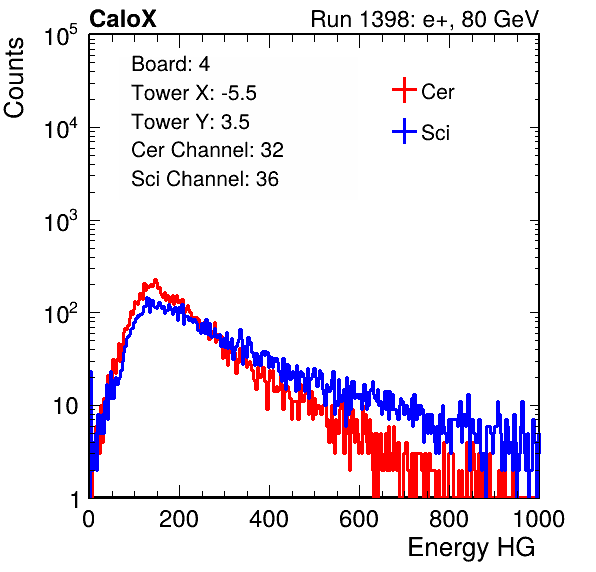 CaloX Run 1398: e+, 80 GeV
Counts
Board: 4
Tower X: -5.5
Tower Y: 3.5
Cer Channel: 32
Sci Channel: 36
Cer
Sci
10^5
10^4
10^3
10^2
10
1
0 200 400 600 800 1000
Energy HG